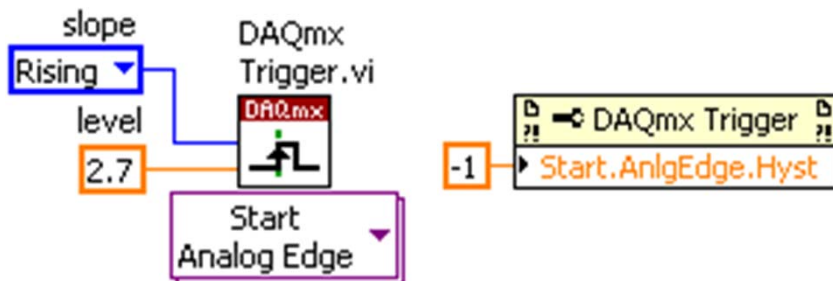 slope
Rising
level
2.7
DAQmx
Trigger.vi
DAQmx
Start
Analog Edge
-1
?!
DAQmx Trigger
?!
Start.AnlgEdge.Hyst